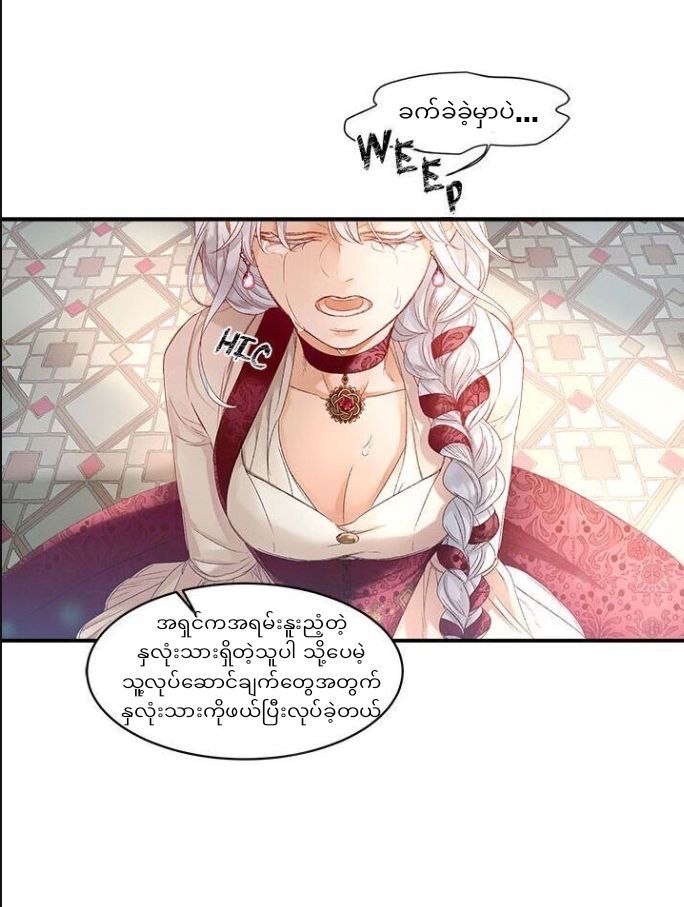 ခက်ခဲခဲ့မှာပဲ...
WEEP
HIC
အရှင်ကအရမ်းနူးညံ့တဲ့
နှလုံးသားရှိတဲ့သူပါ သို့ပေမဲ့
သူ့လုပ်ဆောင်ချက်တွေအတွက်
နှလုံးသားကိုဖယ်ပြီးလုပ်ခဲ့တယ်